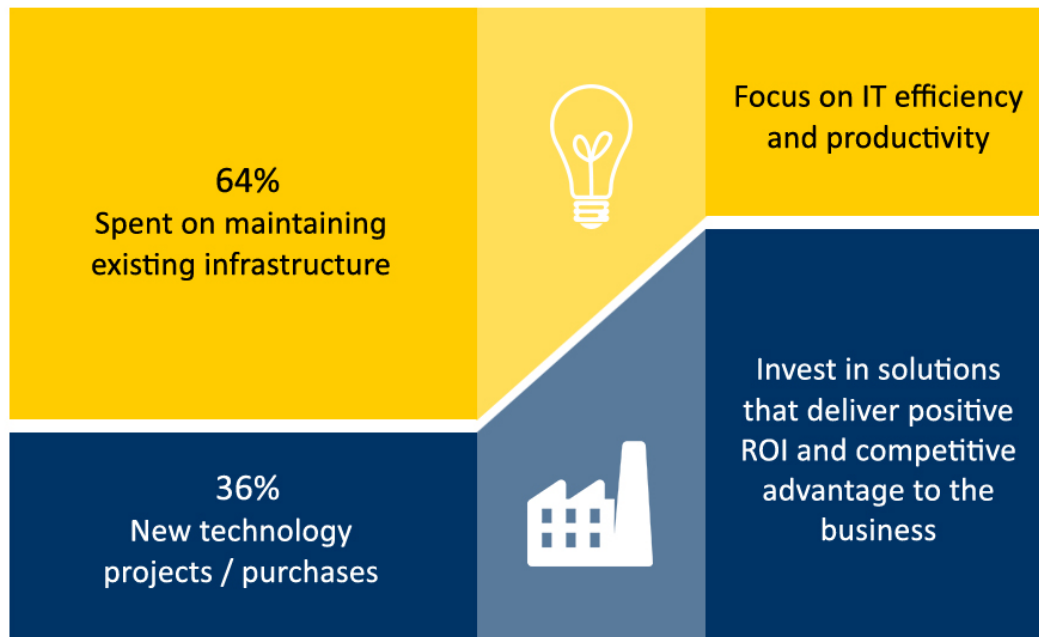 64%
Spent on maintaining
existing infrastructure
Focus on IT efficiency
and productivity
36%
New technology
projects / purchases
Invest in solutions
that deliver positive
ROI and competitive
advantage to the
business